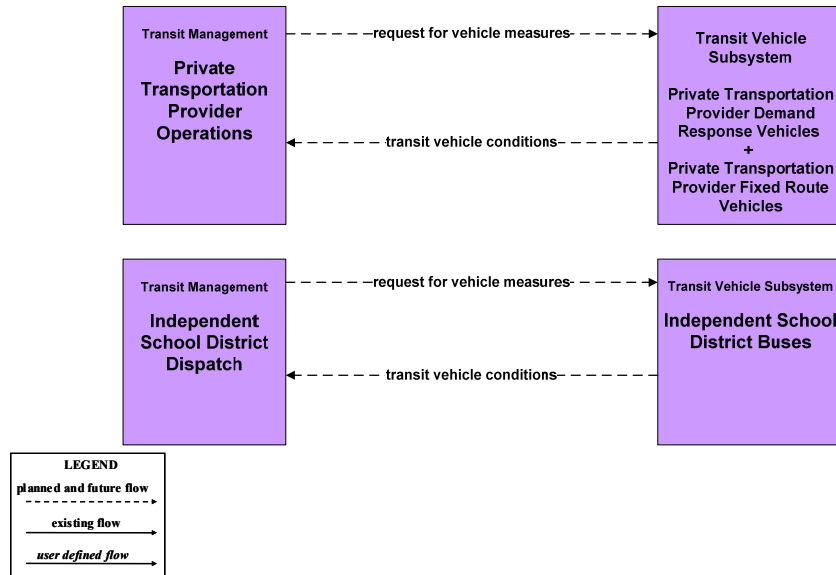 Transit Management
Private
Transportation
Provider
Operations
request for vehicle measures
transit vehicle conditions
Transit Vehicle
Subsystem
Private Transportation
Provider Demand
Response Vehicles
+
Private Transportation
Provider Fixed Route
Vehicles
Transit Management
Independent
School District
Dispatch
request for vehicle measures
transit vehicle conditions
Transit Vehicle Subsystem
Independent School
District Buses
LEGEND
planned and future flow
existing flow
user defined flow